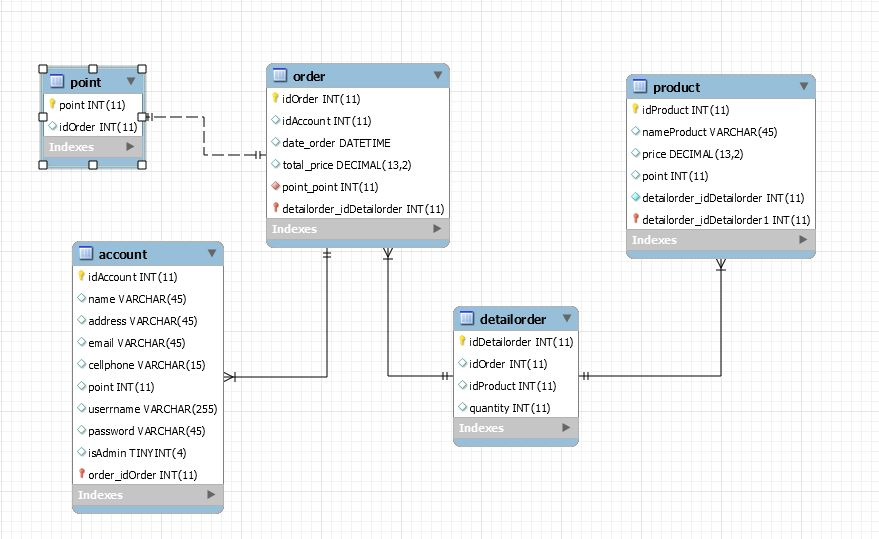 point
point INT(11)
idOrder INT(11)
Indexes
order
idOrder INT(11)
idAccount INT(11)
date_order DATETIME
total_price DECIMAL(13,2)
point_point INT(11)
detailorder_idDetailorder INT(11)
Indexes
product
idProduct INT(11)
nameProduct VARCHAR(45)
price DECIMAL(13,2)
point INT(11)
detailorder_idDetailorder INT(11)
detailorder_idDetailorder1 INT(11)
Indexes
account
idAccount INT(11)
name VARCHAR(45)
address VARCHAR(45)
email VARCHAR(45)
cellphone VARCHAR(15)
point INT(11)
userrname VARCHAR(255)
password VARCHAR(45)
isAdmin TINYINT(4)
order_idOrder INT(11)
Indexes
detailorder
idDetailorder INT(11)
idOrder INT(11)
idProduct INT(11)
quantity INT(11)
Indexes